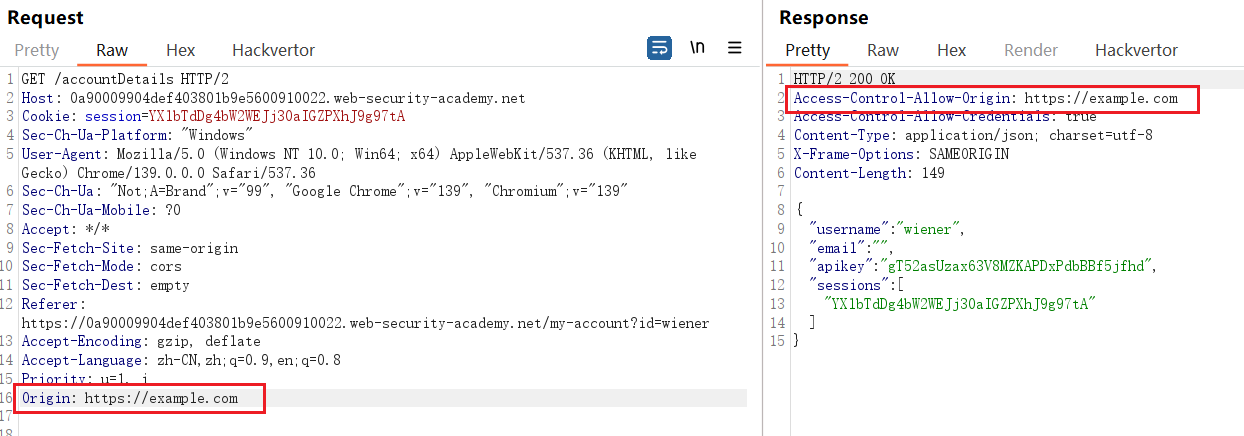 Request
Pretty Raw Hex Hackvertor
\n
1 GET /accountDetails HTTP/2
2 Host: 0a90009904def403801b9e5600910022.web-security-academy.net
3 Cookie: session=YXlbTdDg4bW2WEJj30aIGZPXhJ9g97tA
4 Sec-Ch-Ua-Platform: "Windows"
5 User-Agent: Mozilla/5.0 (Windows NT 10.0; Win64; x64) AppleWebKit/537.36 (KHTML, like
Gecko) Chrome/139.0.0.0 Safari/537.36
6 Sec-Ch-Ua: "Not;A=Brand";v="99", "Google Chrome";v="139", "Chromium";v="139"
7 Sec-Ch-Ua-Mobile: ?0
8 Accept: */*
9 Sec-Fetch-Site: same-origin
10 Sec-Fetch-Mode: cors
11 Sec-Fetch-Dest: empty
12 Referer:
https://0a90009904def403801b9e5600910022.web-security-academy.net/my-account?id=wiener
13 Accept-Encoding: gzip, deflate
14 Accept-Language: zh-CN,zh;q=0.9,en;q=0.8
15 Priority: u=1, i
16 Origin: https://example.com
17
18
Response
Pretty Raw Hex Render Hackvertor
1 HTTP/2 200 OK
2 Access-Control-Allow-Origin: https://example.com
3 Access-Control-Allow-Credentials: true
4 Content-Type: application/json; charset=utf-8
5 X-Frame-Options: SAMEORIGIN
6 Content-Length: 149
7
8 {
9 "username":"wiener",
10 "email":"",
11 "apikey":"gT52asUzax63V8MZKAPDxPdbBBf5jfhd",
12 "sessions":[
13 "YXlbTdDg4bW2WEJj30aIGZPXhJ9g97tA"
14 ]
15 }